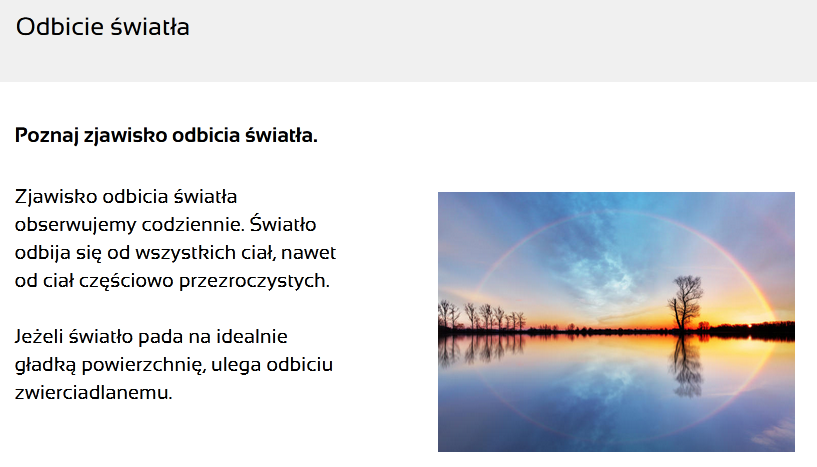 Odbicie światła
Poznaj zjawisko odbicia światła.
Zjawisko odbicia światła
obserwujemy codziennie. Światło
odbija się od wszystkich ciał, nawet
od ciał częściowo przezroczystych.
Jeżeli światło pada na idealnie
gładką powierzchnię, ulega odbiciu
zwierciadlanemu.